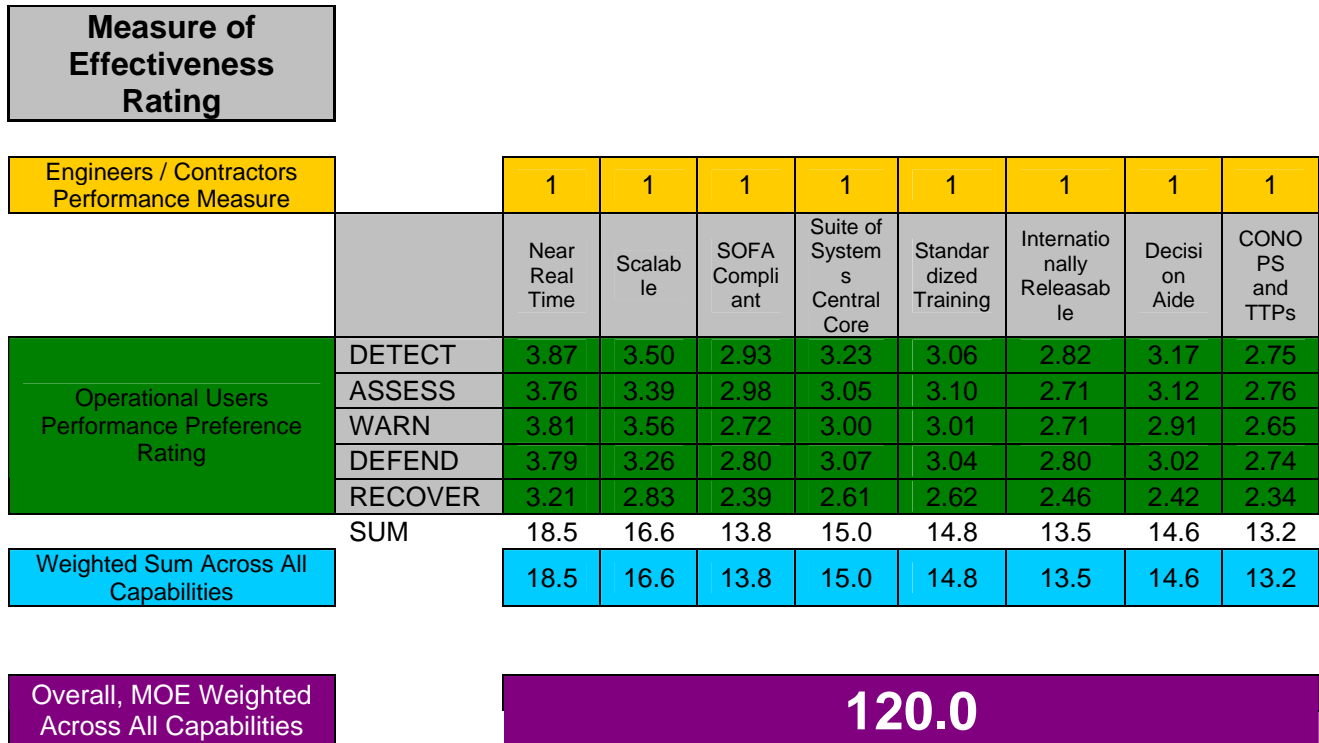 Measure of
Effectiveness
Rating
Engineers / Contractors
Performance Measure
1 1 1 1 1 1 1 1
Near
Real
Time
Scalab
le
SOFA
Compli
ant
Suite of
System
s
Central
Core
Standar
dized
Training
Internatio
nally
Releasab
le
Decisi
on
Aide
CONO
PS
and
TTPs
Operational Users
Performance Preference
Rating
DETECT 3.87 3.50 2.93 3.23 3.06 2.82 3.17 2.75
ASSESS 3.76 3.39 2.98 3.05 3.10 2.71 3.12 2.76
WARN 3.81 3.56 2.72 3.00 3.01 2.71 2.91 2.65
DEFEND 3.79 3.26 2.80 3.07 3.04 2.80 3.02 2.74
RECOVER 3.21 2.83 2.39 2.61 2.62 2.46 2.42 2.34
SUM 18.5 16.6 13.8 15.0 14.8 13.5 14.6 13.2
Weighted Sum Across All
Capabilities
18.5 16.6 13.8 15.0 14.8 13.5 14.6 13.2
Overall, MOE Weighted
Across All Capabilities
120.0